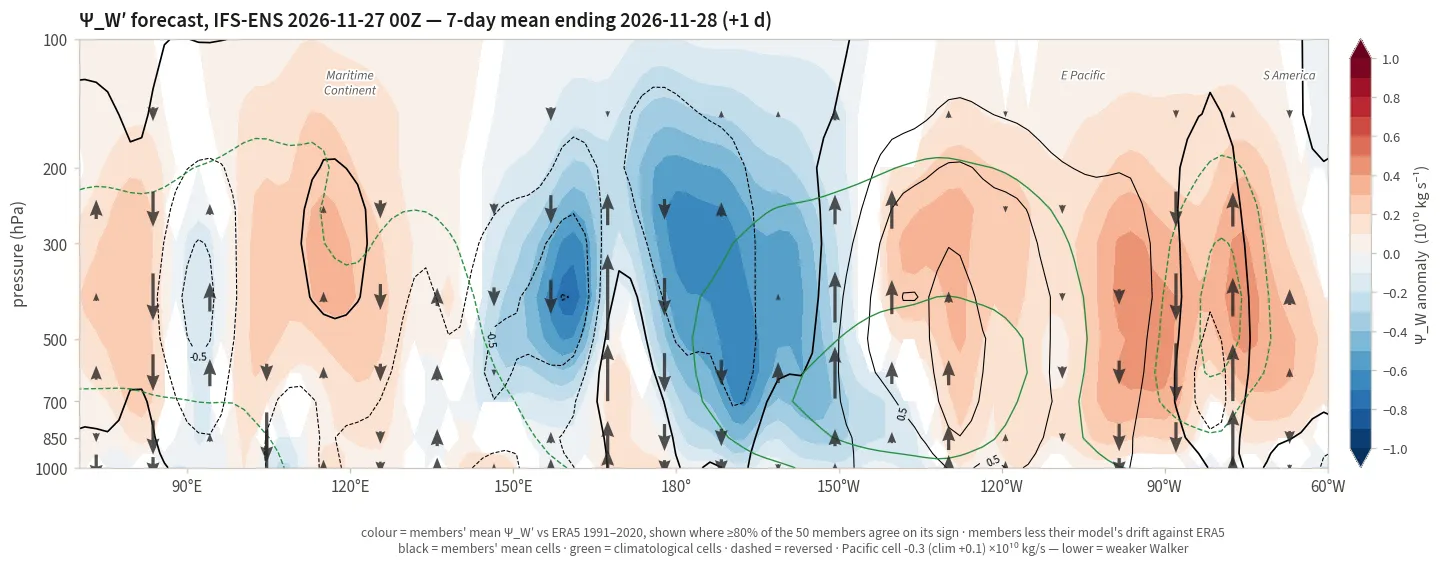 Ψ_W′ forecast, IFS-ENS 2026-11-27 00Z — 7-day mean ending 2026-11-28 (+1 d)
pressure (hPa)
100
200
300
400
500
700
850
1000
Maritime
Continent
E Pacific
S America
-0.5
-0.5
0.5
0.5
90°E
120°E
150°E
180°
150°W
120°W
90°W
60°W
1.0
0.8
0.6
0.4
0.2
0.0
−0.2
−0.4
−0.6
−0.8
−1.0
Ψ_W anomaly (10¹⁰ kg s⁻¹)
colour = members' mean Ψ_W′ vs ERA5 1991–2020, shown where ≥80% of the 50 members agree on its sign · members less their model's drift against ERA5
black = members' mean cells · green = climatological cells · dashed = reversed · Pacific cell -0.3 (clim +0.1) ×10¹⁰ kg/s — lower = weaker Walker